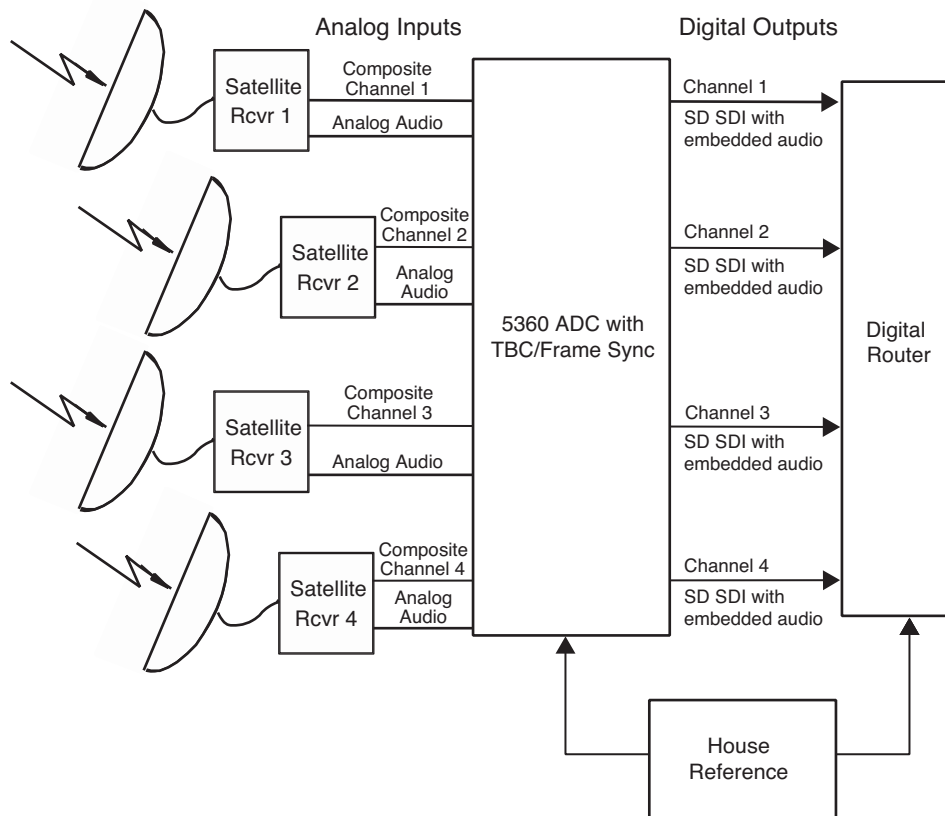 Analog Inputs
Digital Outputs
Satellite
Rcvr 1
Composite
Channel 1
Analog Audio
Channel 1
SD SDI with
embedded audio
Satellite
Rcvr 2
Composite
Channel 2
Analog
Audio
Channel 2
SD SDI with
embedded audio
5360 ADC with
TBC/Frame Sync
Digital
Router
Satellite
Rcvr 3
Composite
Channel 3
Analog Audio
Channel 3
SD SDI with
embedded audio
Satellite
Rcvr 4
Composite
Channel 4
Analog
Audio
Channel 4
SD SDI with
embedded audio
House
Reference